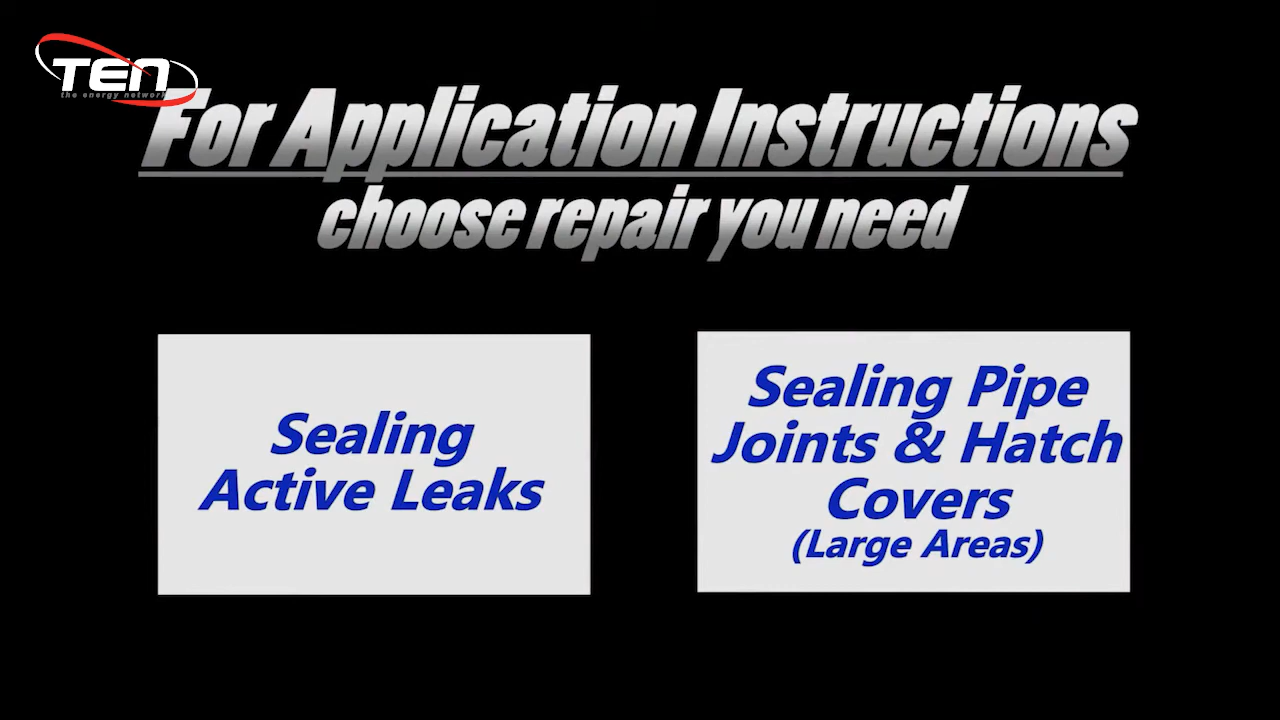 TEN
the energy network
For Application Instructions
choose repair you need
Sealing
Active Leaks
Sealing Pipe
Joints & Hatch
Covers
(Large Areas)